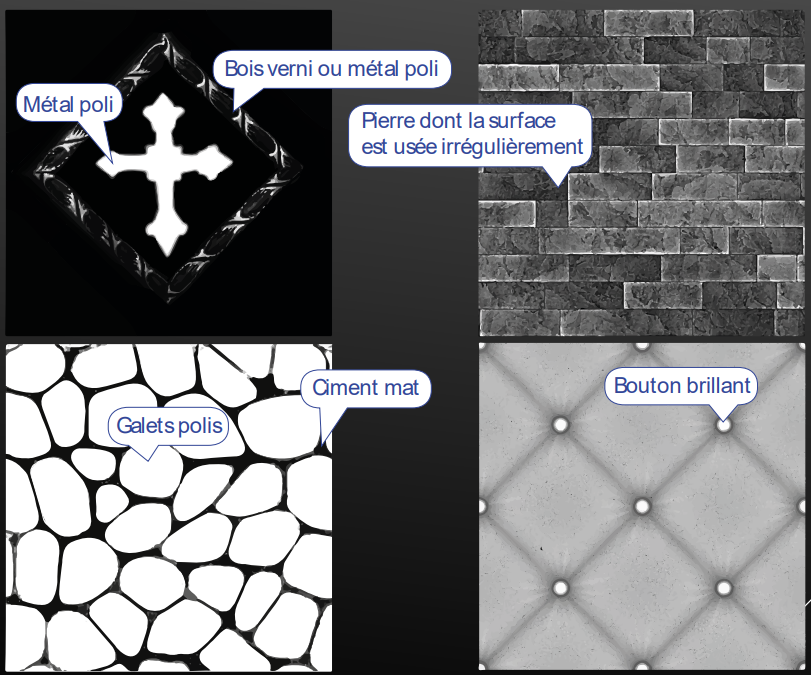 Bois verni ou métal poli
Métal poli
Pierre dont la surface
est usée irrégulièrement
Ciment mat
Galets polis
Bouton brillant